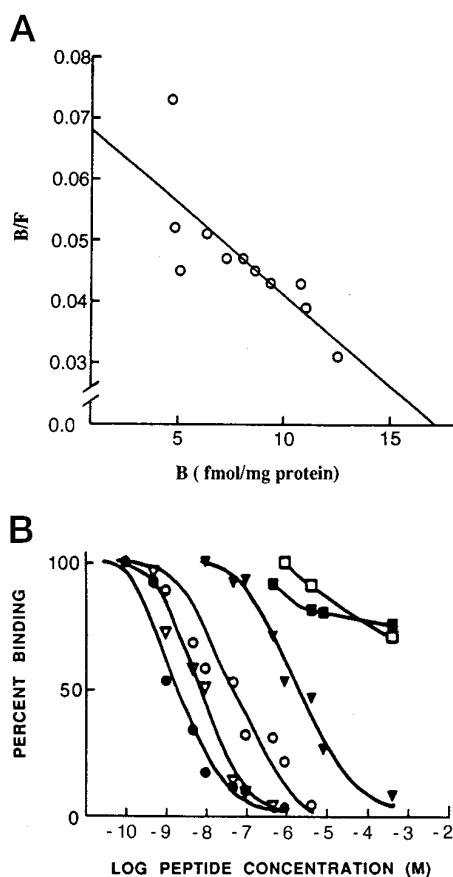 A
0.08
0.07
0.06
0.05
0.04
0.03
0.0
B/F
5 10 15
B ( fmol/mg protein)
B
100
50
0
PERCENT BINDING
-10 -9 -8 -7 -6 -5 -4 -3 -2
LOG PEPTIDE CONCENTRATION (M)